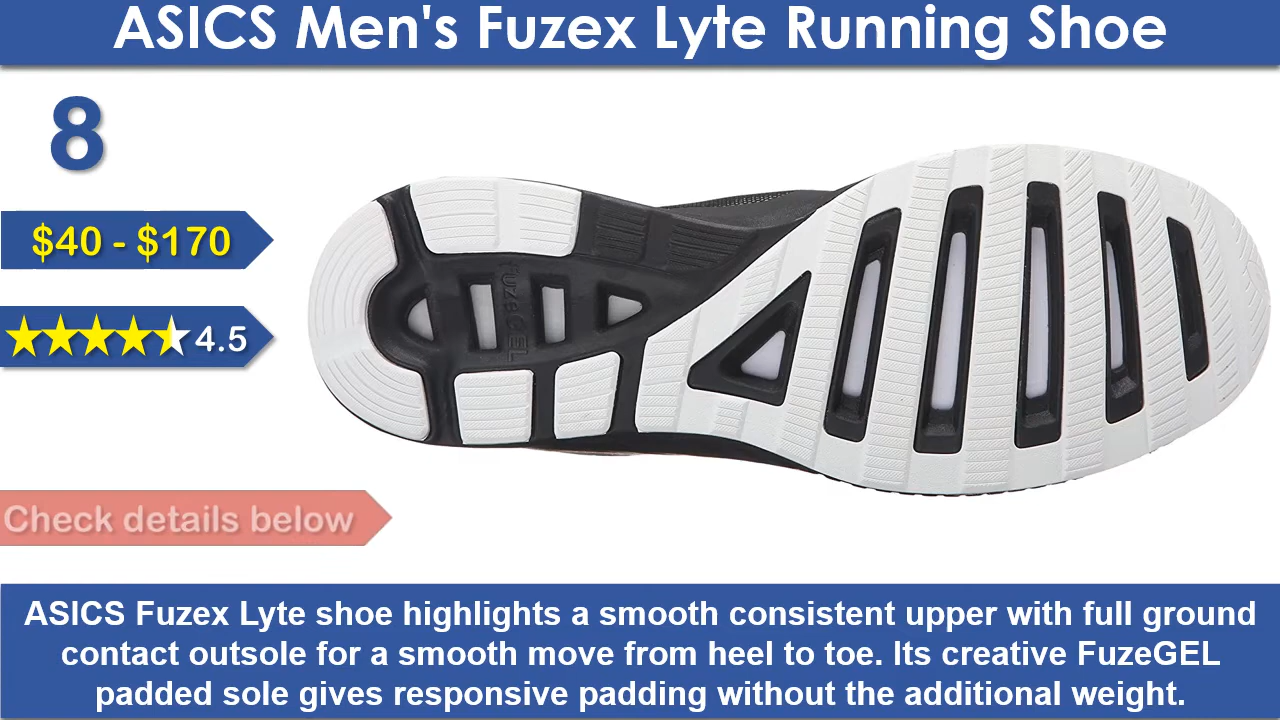 ASICS Men's Fuzex Lyte Running Shoe
8
$40 - $170
4.5
FuzeGEL
Check details below
ASICS Fuzex Lyte shoe highlights a smooth consistent upper with full ground
contact outsole for a smooth move from heel to toe. Its creative FuzeGEL
padded sole gives responsive padding without the additional weight.